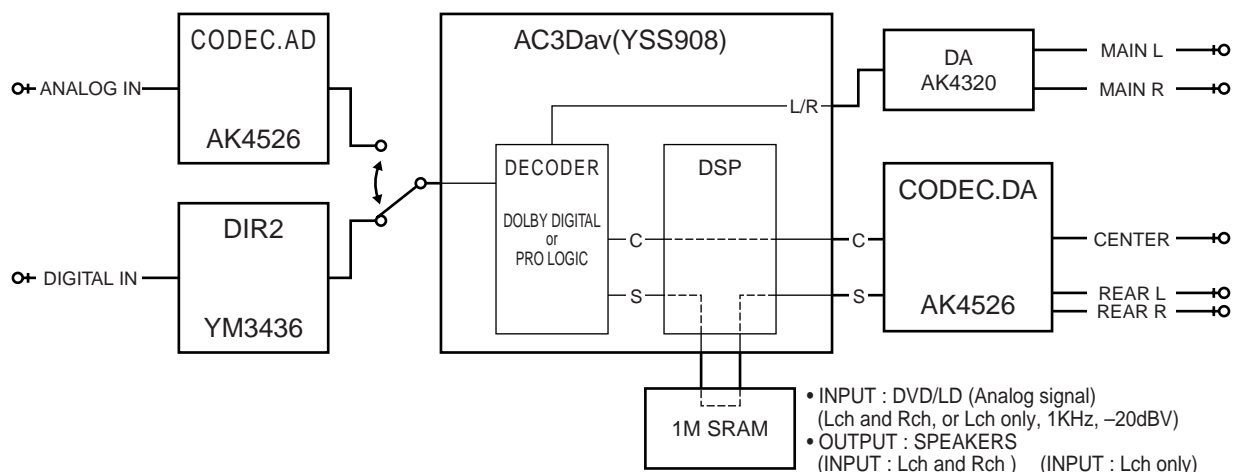 CODEC.AD
AK4526
ANALOG IN
DIR2
YM3436
DIGITAL IN
AC3Dav(YSS908)
L/R
DECODER
DOLBY DIGITAL
or
PRO LOGIC
DSP
C
S
C
S
DA
AK4320
MAIN L
MAIN R
CODEC.DA
AK4526
CENTER
REAR L
REAR R
1M SRAM
• INPUT : DVD/LD (Analog signal)
(Lch and Rch, or Lch only, 1KHz, –20dBV)
• OUTPUT : SPEAKERS
(INPUT : Lch and Rch ) (INPUT : Lch only)